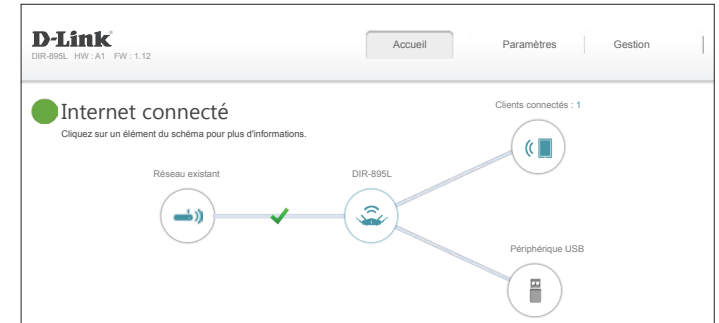 D-Link
DIR-895L HW : A1 FW : 1.12
Accueil
Paramètres
Gestion
Internet connecté
Cliquez sur un élément du schéma pour plus d'informations.
Clients connectés : 1
Réseau existant
DIR-895L
Périphérique USB